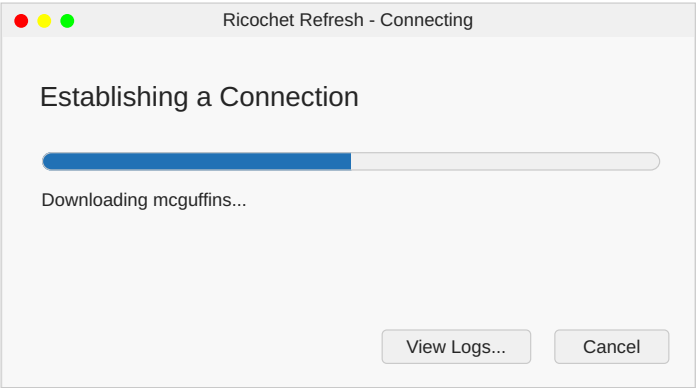 Ricochet Refresh - Connecting
Establishing a Connection
Downloading mcguffins...
View Logs...
Cancel